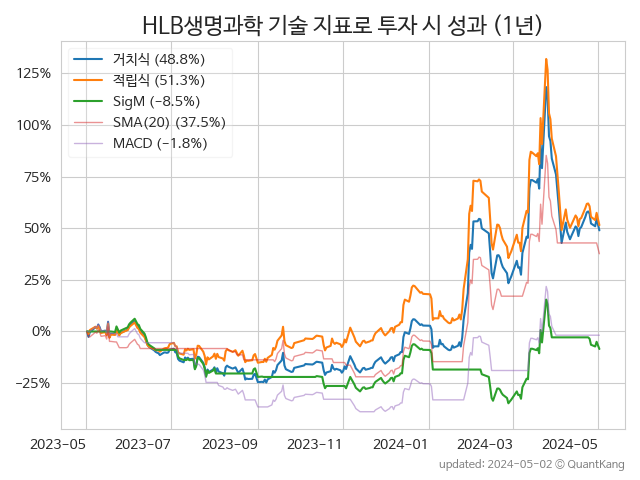 HLB생명과학 기술 지표로 투자 시 성과 (1년)
거치식 (48.8%)
적립식 (51.3%)
SigM (−8.5%)
SMA(20) (37.5%)
MACD (−1.8%)
125%
100%
75%
50%
25%
0%
−25%
2023-05 2023-07 2023-09 2023-11 2024-01 2024-03 2024-05
updated: 2024-05-02 © QuantKang